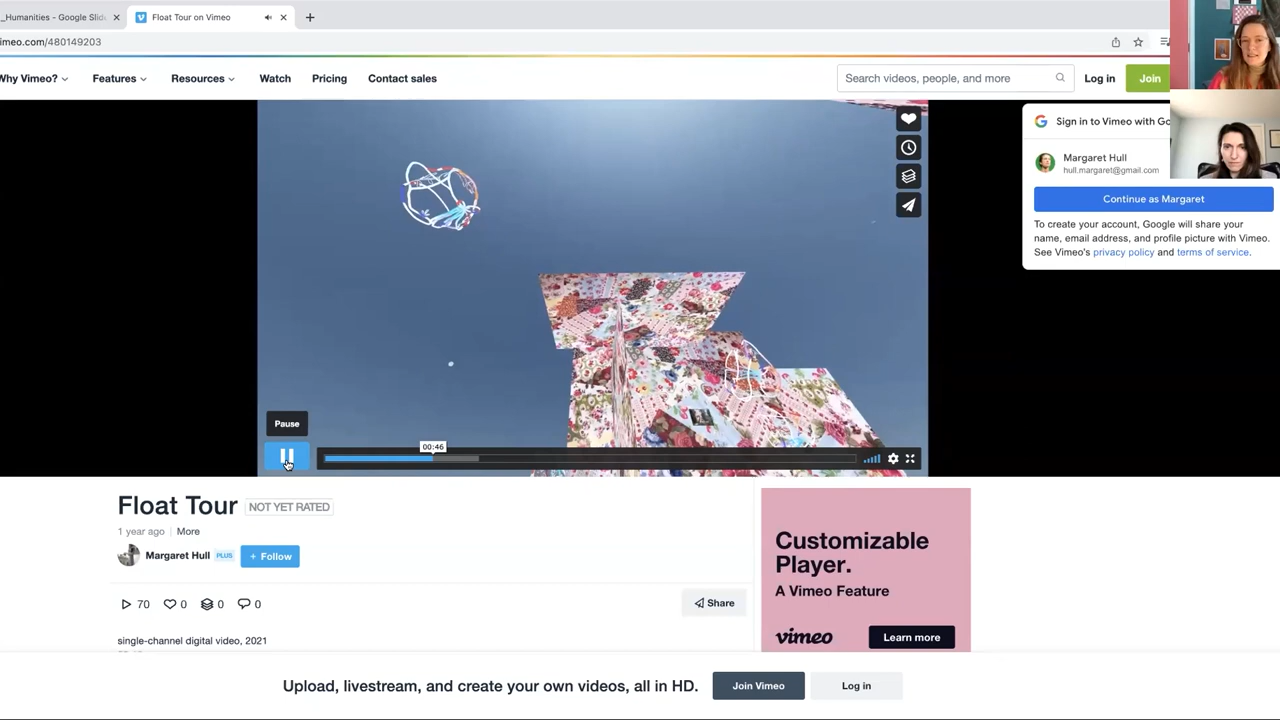 _Humanities - Google Slid
Float Tour on Vimeo
imeo.com/480149203
Why Vimeo?
Features
Resources
Watch
Pricing
Contact sales
Search videos, people, and more
Log in
Join
Sign in to Vimeo with Go
Margaret Hull
hull.margaret@gmail.com
Continue as Margaret
To create your account, Google will share your
name, email address, and profile picture with Vimeo.
See Vimeo's privacy policy and terms of service.
Pause
00:46
Float Tour
NOT YET RATED
1 year ago
More
Margaret Hull
PLUS
+ Follow
70
0
0
0
Share
single-channel digital video, 2021
Customizable
Player.
A Vimeo Feature
vimeo
Learn more
Upload, livestream, and create your own videos, all in HD.
Join Vimeo
Log in